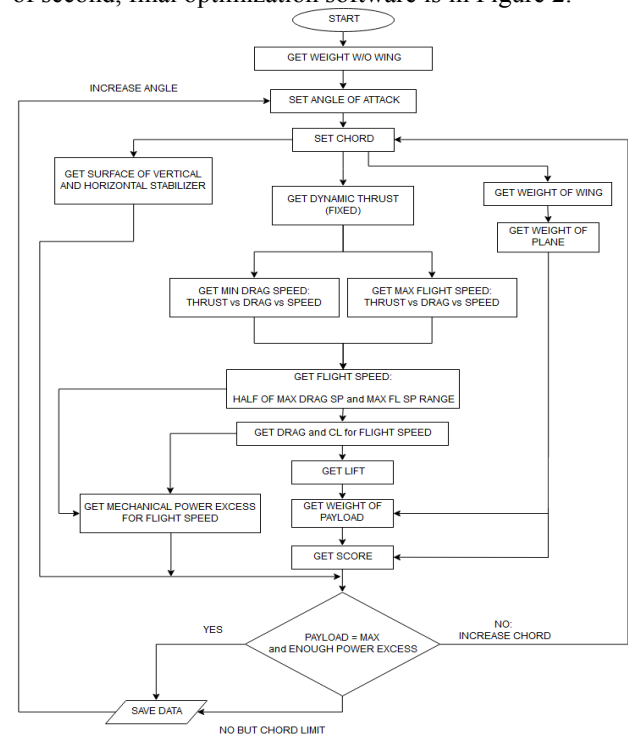 of second, final optimization software is in Figure 2.
START
GET WEIGHT W/O WING
INCREASE ANGLE
SET ANGLE OF ATTACK
SET CHORD
GET SURFACE OF VERTICAL
AND HORIZONTAL STABILIZER
GET DYNAMIC THRUST
(FIXED)
GET WEIGHT OF WING
GET WEIGHT OF
PLANE
GET MIN DRAG SPEED:
THRUST vs DRAG vs SPEED
GET MAX FLIGHT SPEED:
THRUST vs DRAG vs SPEED
GET FLIGHT SPEED:
HALF OF MAX DRAG SP and MAX FL SP RANGE
GET DRAG and CL for FLIGHT SPEED
GET LIFT
GET MECHANICAL POWER EXCESS
FOR FLIGHT SPEED
GET WEIGHT OF
PAYLOAD
GET SCORE
YES
PAYLOAD = MAX
and ENOUGH POWER EXCESS
NO:
INCREASE CHORD
SAVE DATA
NO BUT CHORD LIMIT